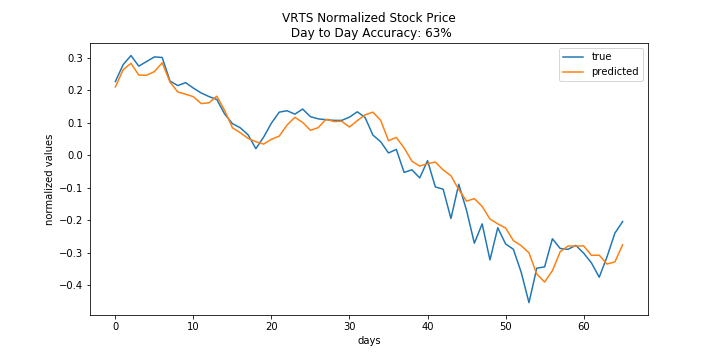 VRTS Normalized Stock Price
Day to Day Accuracy: 63%
true
predicted
normalized values
0.3
0.2
0.1
0.0
−0.1
−0.2
−0.3
−0.4
0 10 20 30 40 50 60
days